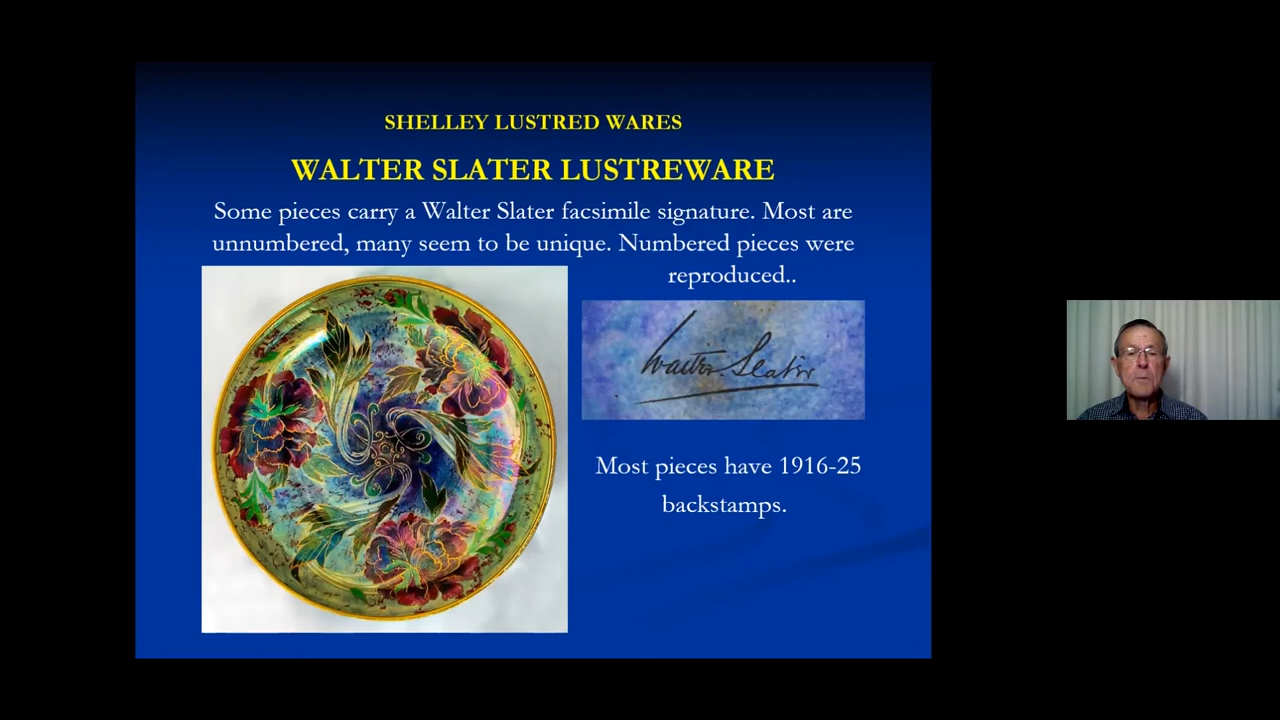 SHELLEY LUSTRED WARES
WALTER SLATER LUSTREWARE
Some pieces carry a Walter Slater facsimile signature. Most are
unnumbered, many seem to be unique. Numbered pieces were
reproduced..
Walter Slater
Most pieces have 1916-25
backstamps.